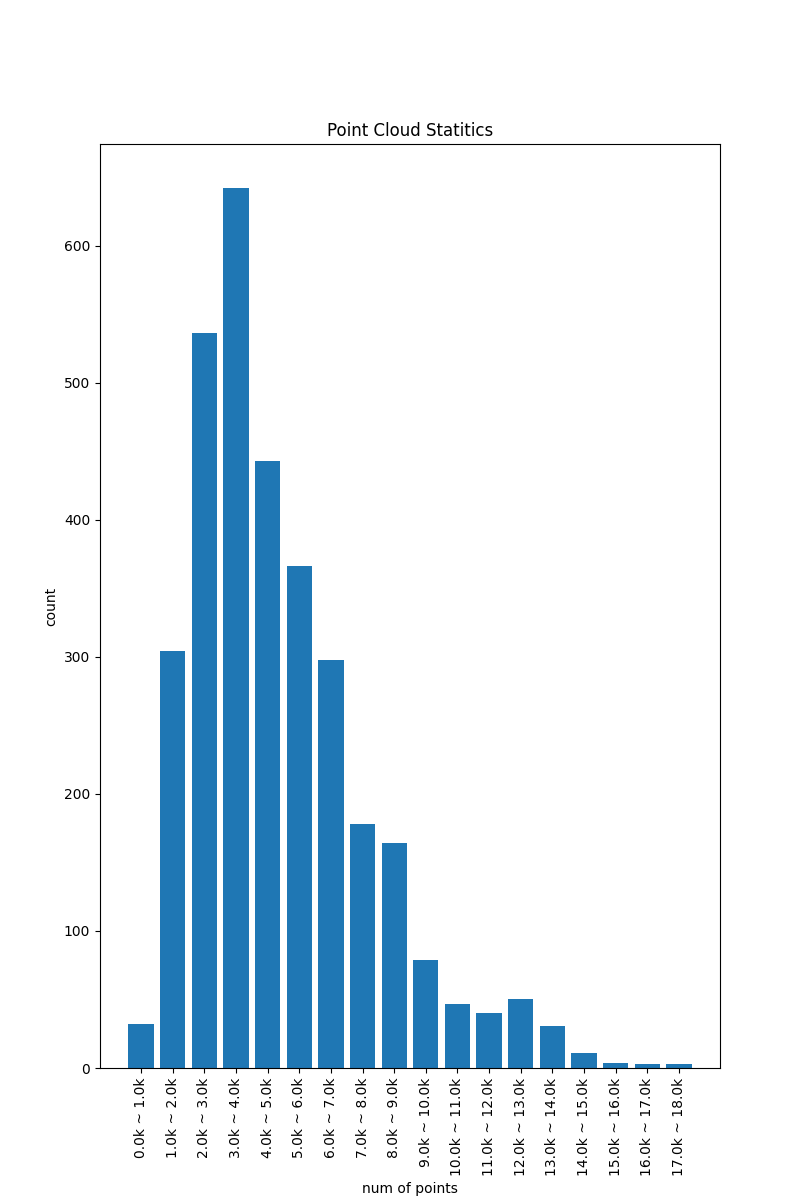 Point Cloud Statitics
600
500
400
300
200
100
0
count
0.0k ~ 1.0k
1.0k ~ 2.0k
2.0k ~ 3.0k
3.0k ~ 4.0k
4.0k ~ 5.0k
5.0k ~ 6.0k
6.0k ~ 7.0k
7.0k ~ 8.0k
8.0k ~ 9.0k
9.0k ~ 10.0k
10.0k ~ 11.0k
11.0k ~ 12.0k
12.0k ~ 13.0k
13.0k ~ 14.0k
14.0k ~ 15.0k
15.0k ~ 16.0k
16.0k ~ 17.0k
17.0k ~ 18.0k
num of points